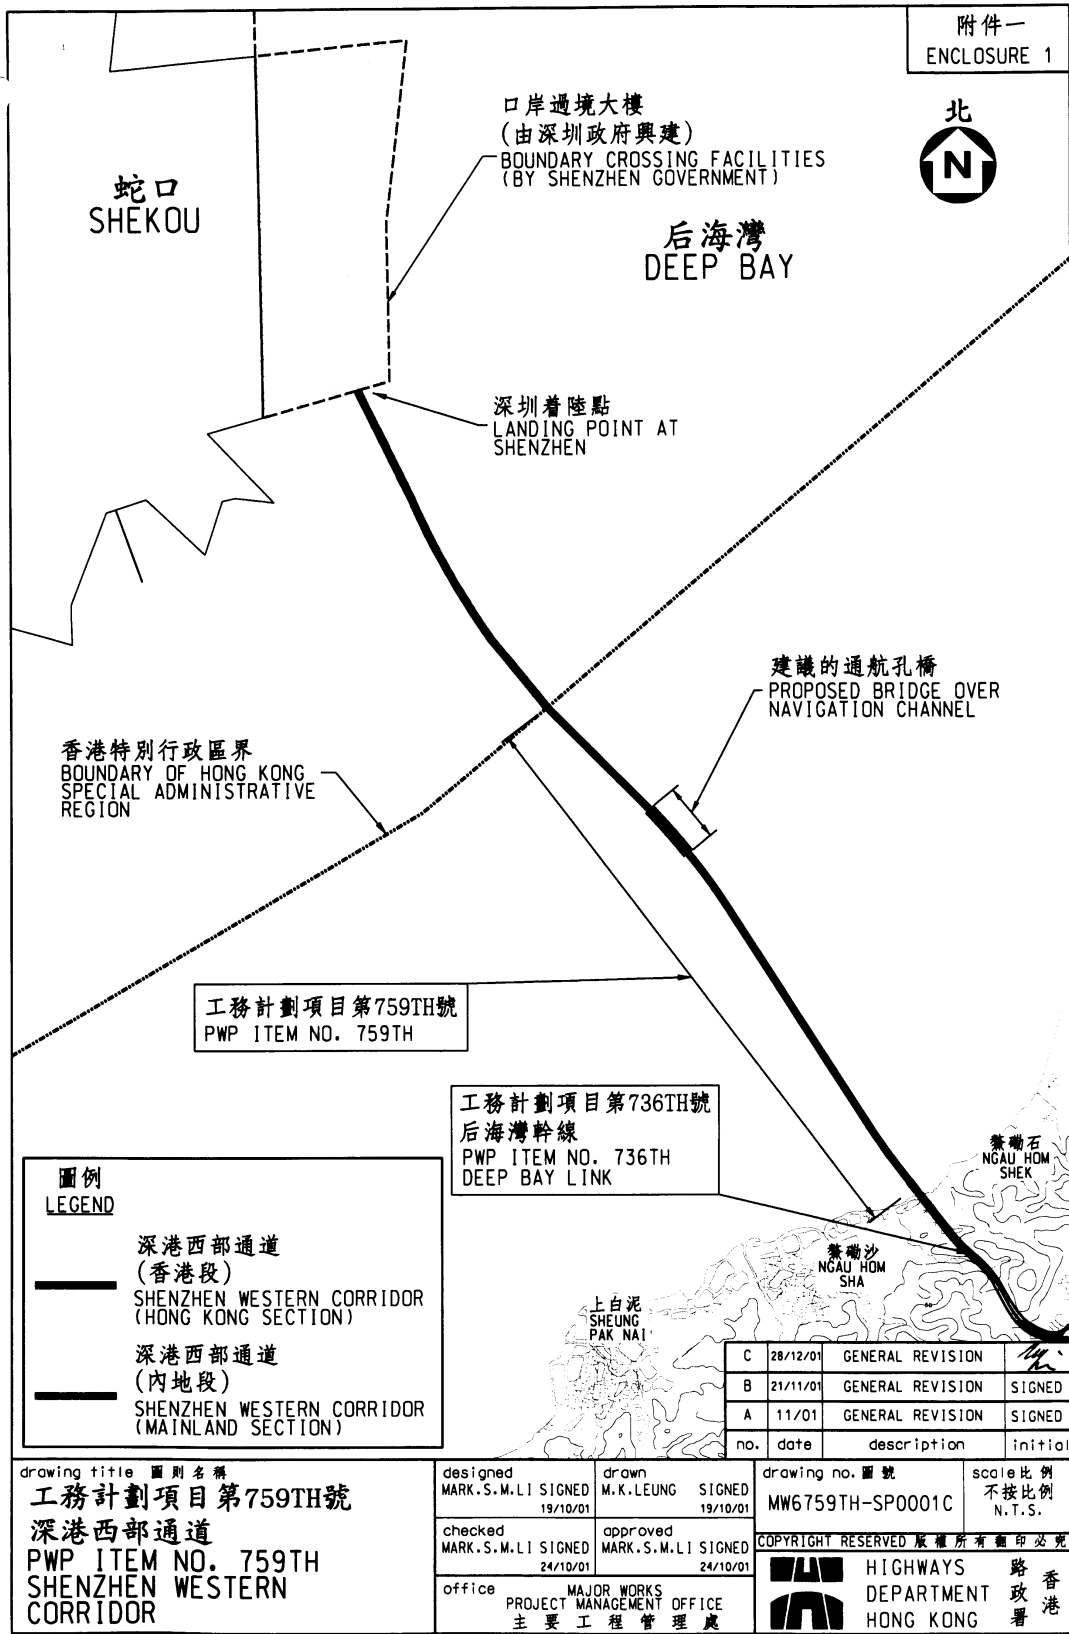 附件一
ENCLOSURE 1
北
N
口岸過境大樓
(由深圳政府興建)
BOUNDARY CROSSING FACILITIES
(BY SHENZHEN GOVERNMENT)
蛇口
SHEKOU
后海灣
DEEP BAY
深圳着陸點
LANDING POINT AT
SHENZHEN
建議的通航孔橋
PROPOSED BRIDGE OVER
NAVIGATION CHANNEL
香港特別行政區界
BOUNDARY OF HONG KONG
SPECIAL ADMINISTRATIVE
REGION
工務計劃項目第759TH號
PWP ITEM NO. 759TH
工務計劃項目第736TH號
后海灣幹線
PWP ITEM NO. 736TH
DEEP BAY LINK
鰲磡石
NGAU HOM
SHEK
鰲磡沙
NGAU HOM
SHA
上白泥
SHEUNG
PAK NAI
圖例
LEGEND
深港西部通道
(香港段)
SHENZHEN WESTERN CORRIDOR
(HONG KONG SECTION)
深港西部通道
(內地段)
SHENZHEN WESTERN CORRIDOR
(MAINLAND SECTION)
C 28/12/01 GENERAL REVISION
B 21/11/01 GENERAL REVISION SIGNED
A 11/01 GENERAL REVISION SIGNED
no. date description initial
drawing title 圖則名稱
工務計劃項目第759TH號
深港西部通道
PWP ITEM NO. 759TH
SHENZHEN WESTERN
CORRIDOR
designed
MARK.S.M.LI SIGNED
19/10/01
drawn
M.K.LEUNG SIGNED
19/10/01
checked
MARK.S.M.LI SIGNED
24/10/01
approved
MARK.S.M.LI SIGNED
24/10/01
office MAJOR WORKS
PROJECT MANAGEMENT OFFICE
主要工程管理處
drawing no. 圖號
MW6759TH-SP0001C
scale 比例
不按比例
N.T.S.
COPYRIGHT RESERVED 版權所有翻印必究
HIGHWAYS
DEPARTMENT
HONG KONG
香港
路政署